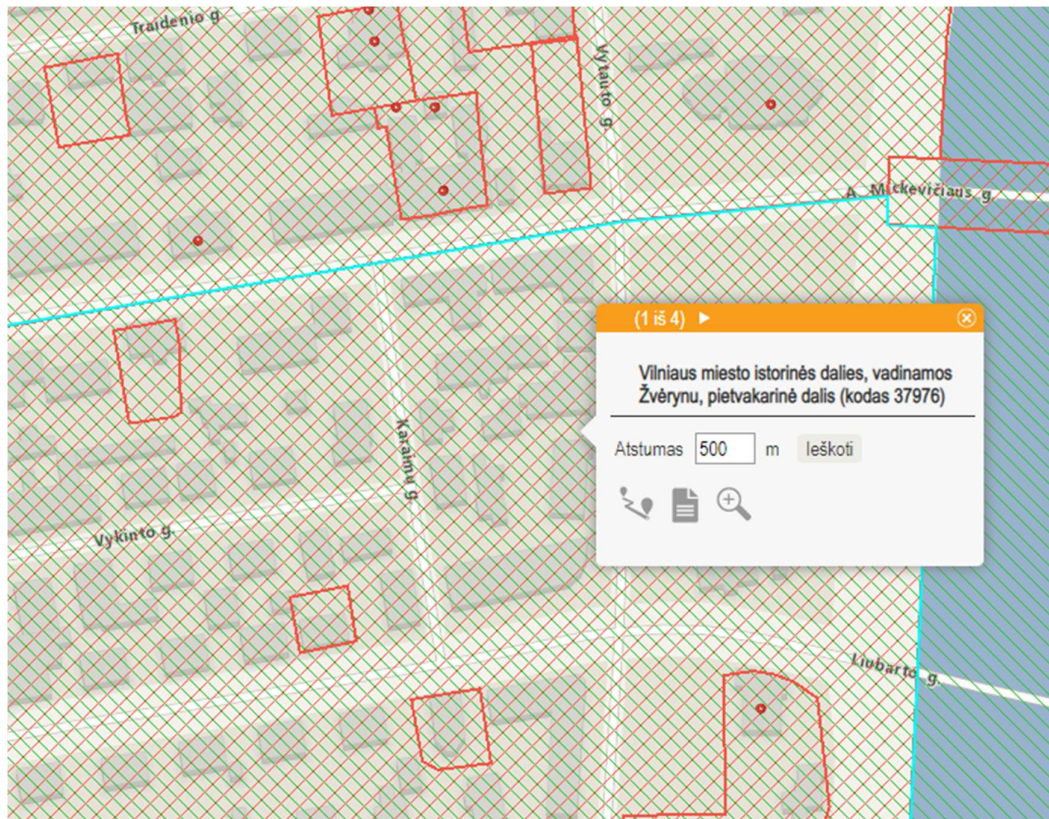 Traidenio g.
Vytauto g.
A. Mickevičiaus g.
(1 iš 4)
Vilniaus miesto istorinės dalies, vadinamos
Žvėrynu, pietvakarinė dalis (kodas 37976)
Atstumas 500 m Ieškoti
Karaimų g.
Vykinto g.
Liubarto g.